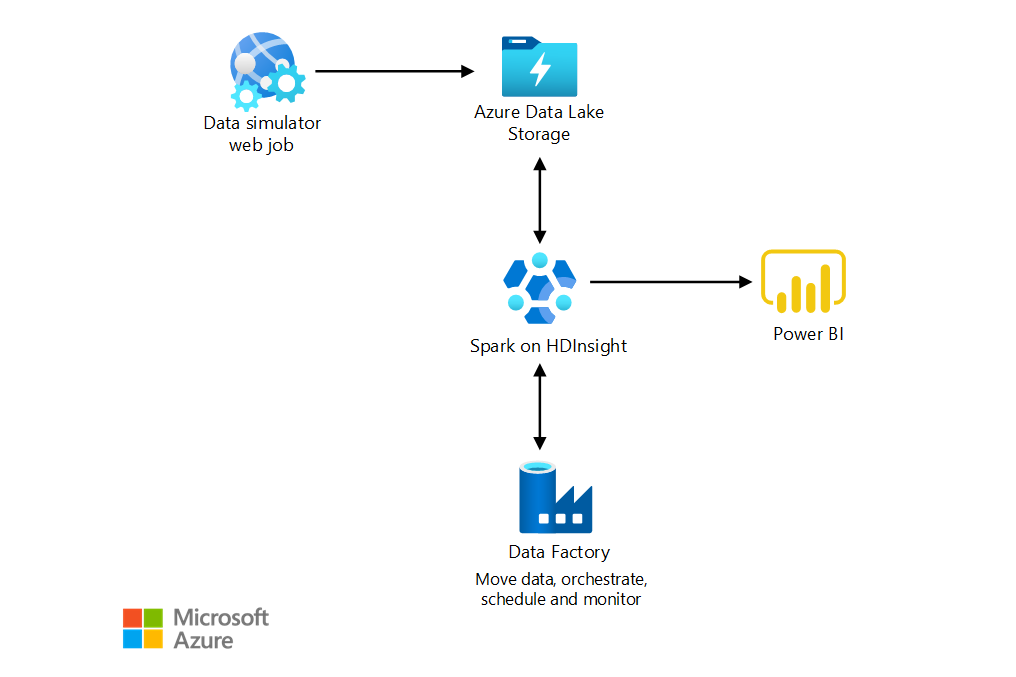 Data simulator
web job
Azure Data Lake
Storage
Spark on HDInsight
Power BI
Data Factory
Move data, orchestrate,
schedule and monitor
Microsoft
Azure